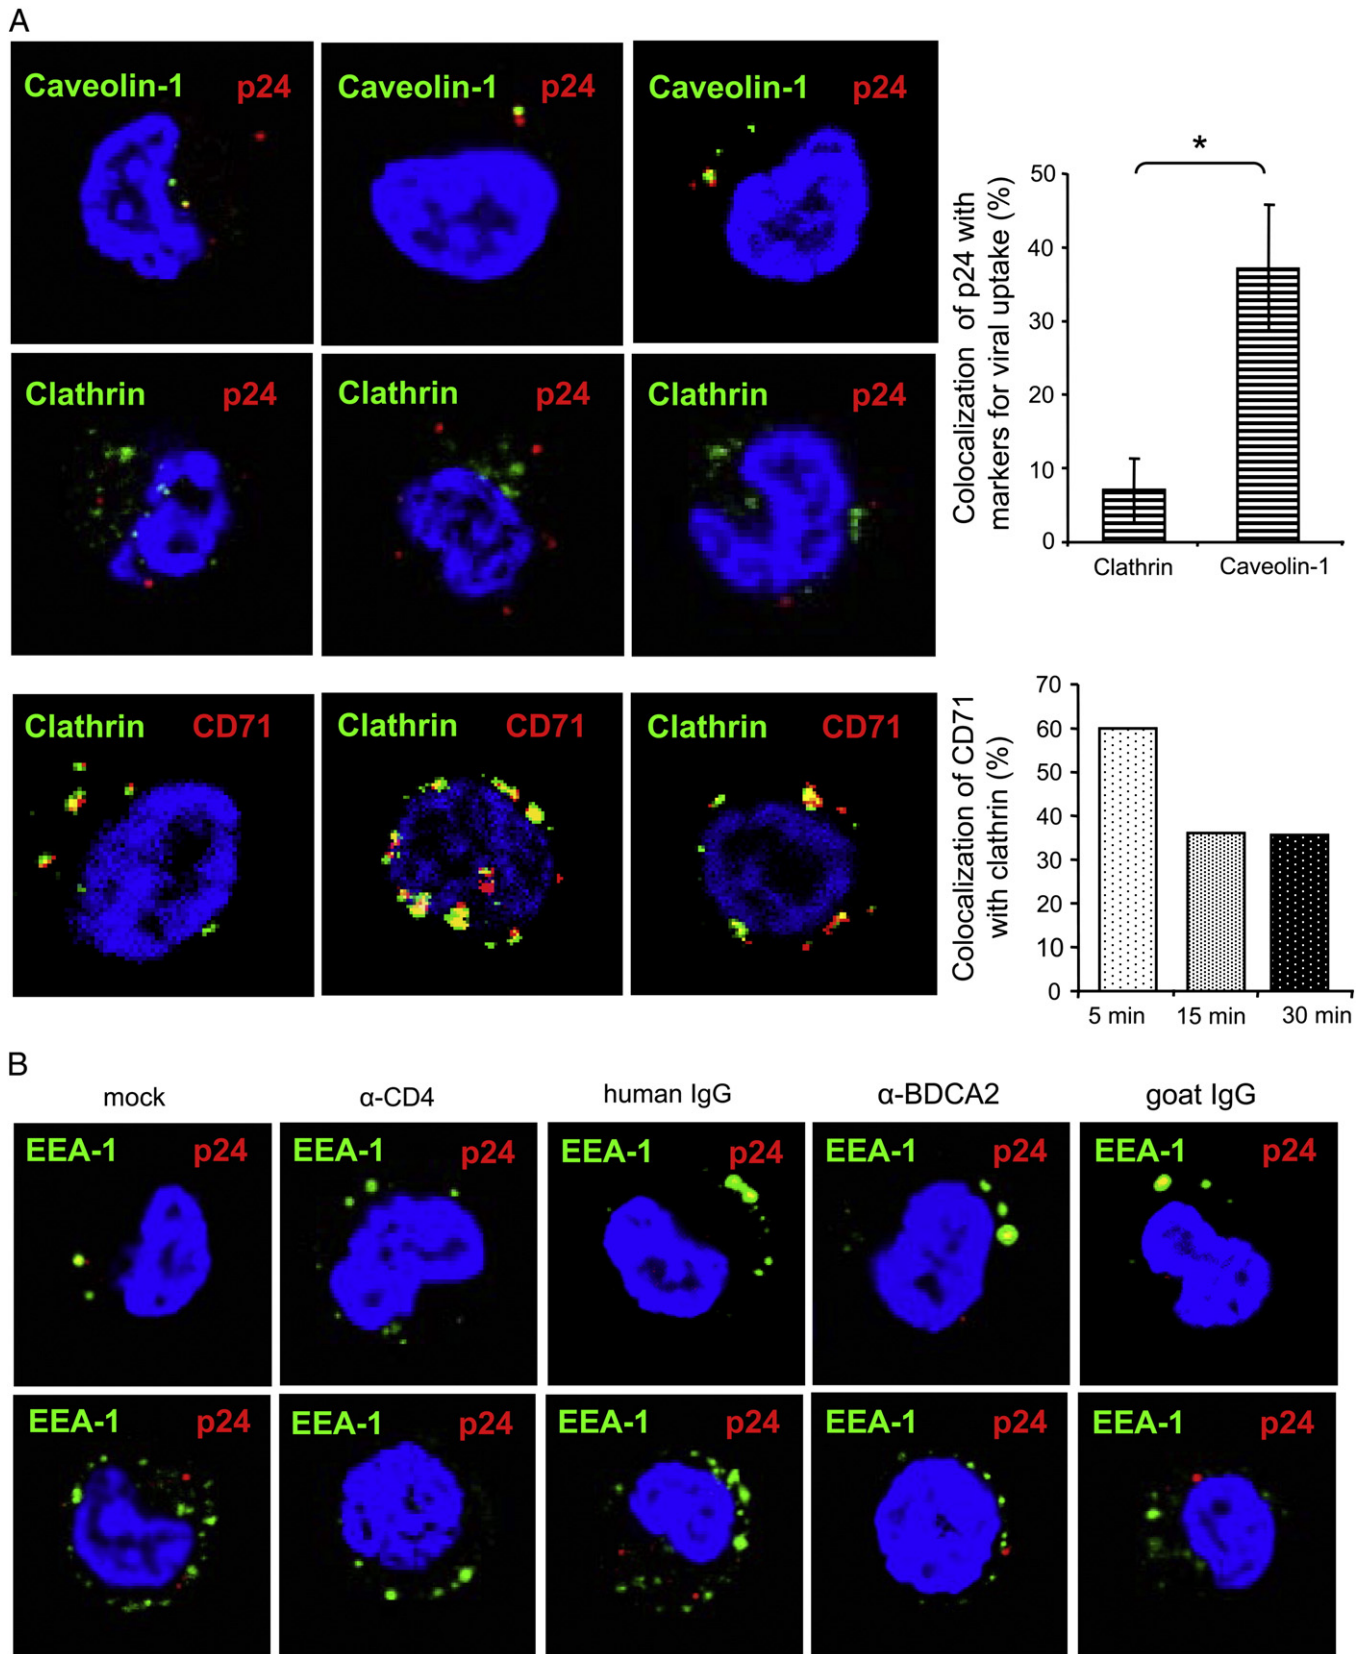 A
Caveolin-1 p24
Caveolin-1 p24
Caveolin-1 p24
Clathrin p24
Clathrin p24
Clathrin p24
Colocalization of p24 with
markers for viral uptake (%)
*
50
40
30
20
10
0
Clathrin Caveolin-1
Clathrin CD71
Clathrin CD71
Clathrin CD71
Colocalization of CD71
with clathrin (%)
70
60
50
40
30
20
10
0
5 min 15 min 30 min
B
mock α-CD4 human IgG α-BDCA2 goat IgG
EEA-1 p24 EEA-1 p24 EEA-1 p24 EEA-1 p24 EEA-1 p24
EEA-1 p24 EEA-1 p24 EEA-1 p24 EEA-1 p24 EEA-1 p24